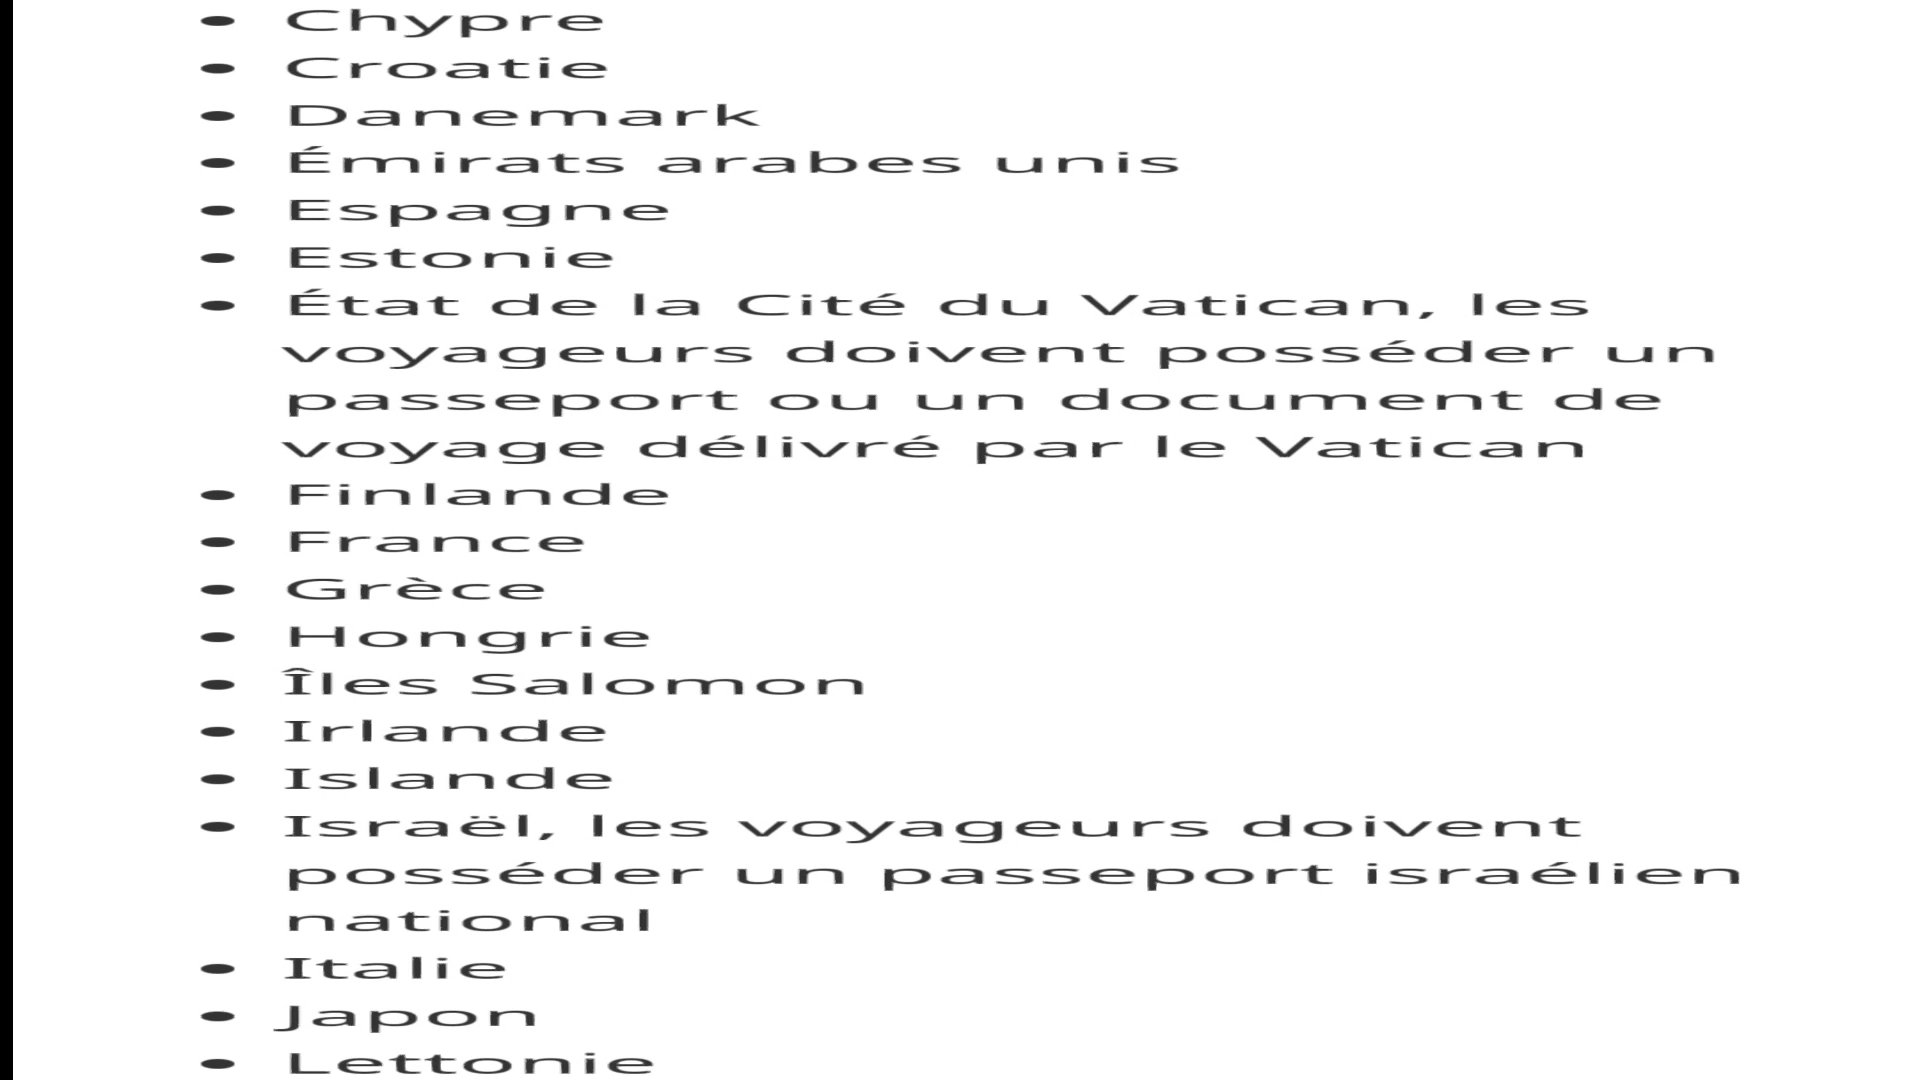 • Chypre
• Croatie
• Danemark
• Émirats arabes unis
• Espagne
• Estonie
• État de la Cité du Vatican, les
voyageurs doivent posséder un
passeport ou un document de
voyage délivré par le Vatican
• Finlande
• France
• Grèce
• Hongrie
• Îles Salomon
• Irlande
• Islande
• Israël, les voyageurs doivent
posséder un passeport israélien
national
• Italie
• Japon
• Lettonie